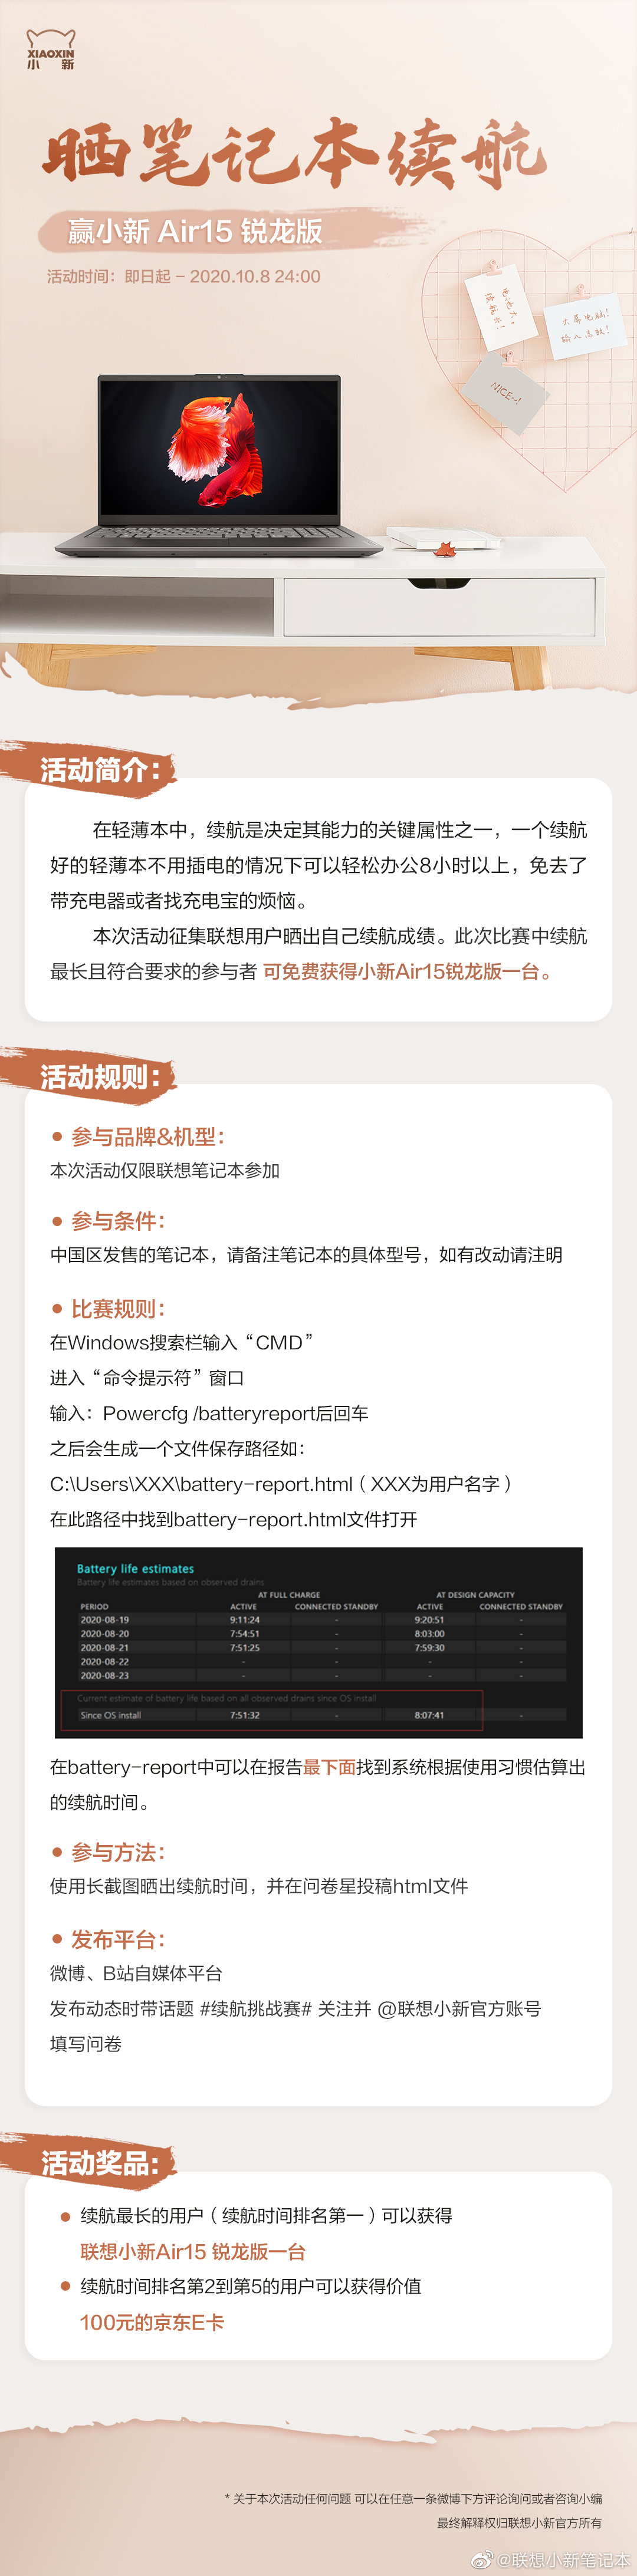 XIAOXIN
小 新
晒笔记本续航
赢小新 Air15 锐龙版
活动时间：即日起 - 2020.10.8 24:00
大屏电脑！
输入高效！
NICE~!
活动简介：
在轻薄本中，续航是决定其能力的关键属性之一，一个续航
好的轻薄本不用插电的情况下可以轻松办公8小时以上，免去了
带充电器或者找充电宝的烦恼。
本次活动征集联想用户晒出自己续航成绩。此次比赛中续航
最长且符合要求的参与者 可免费获得小新Air15锐龙版一台。
活动规则：
参与品牌&机型：
本次活动仅限联想笔记本参加
参与条件：
中国区发售的笔记本，请备注笔记本的具体型号，如有改动请注明
比赛规则：
在Windows搜索栏输入“CMD”
进入“命令提示符”窗口
输入：Powercfg /batteryreport后回车
之后会生成一个文件保存路径如：
C:\Users\XXX\battery-report.html（XXX为用户名字）
在此路径中找到battery-report.html文件打开
Battery life estimates
Battery life estimates based on observed drains
AT FULL CHARGE AT DESIGN CAPACITY
PERIOD ACTIVE CONNECTED STANDBY ACTIVE CONNECTED STANDBY
2020-08-19 9:11:24 - 9:20:51 -
2020-08-20 7:54:51 - 8:03:00 -
2020-08-21 7:51:25 - 7:59:30 -
2020-08-22 - - - -
2020-08-23 - - - -
Current estimate of battery life based on all observed drains since OS install
Since OS install 7:51:32 - 8:07:41 -
在battery-report中可以在报告最下面找到系统根据使用习惯估算出
的续航时间。
参与方法：
使用长截图晒出续航时间，并在问卷星投稿html文件
发布平台：
微博、B站自媒体平台
发布动态时带话题 #续航挑战赛# 关注并 @联想小新官方账号
填写问卷
活动奖品：
续航最长的用户（续航时间排名第一）可以获得
联想小新Air15 锐龙版一台
续航时间排名第2到第5的用户可以获得价值
100元的京东E卡
* 关于本次活动任何问题 可以在任意一条微博下方评论询问或者咨询小编
最终解释权归联想小新官方所有
@联想小新笔记本